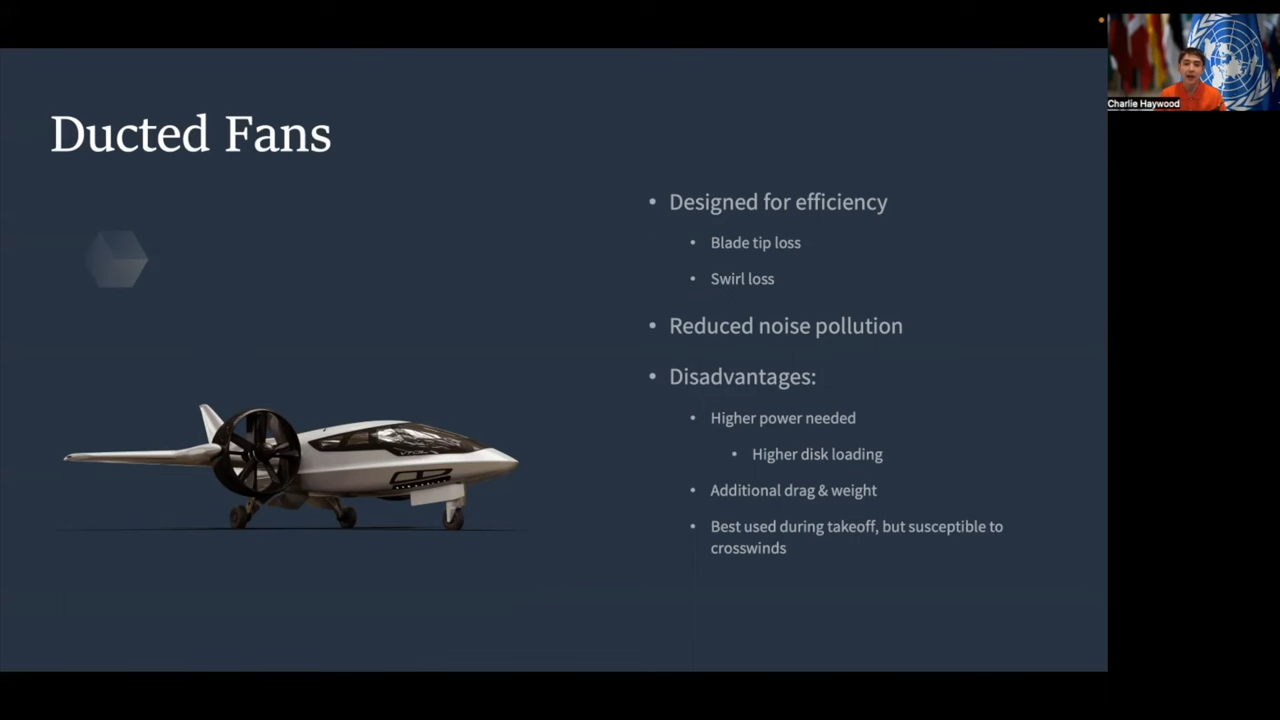 Ducted Fans
Charlie Haywood
• Designed for efficiency
• Blade tip loss
• Swirl loss
• Reduced noise pollution
• Disadvantages:
• Higher power needed
• Higher disk loading
• Additional drag & weight
• Best used during takeoff, but susceptible to
crosswinds